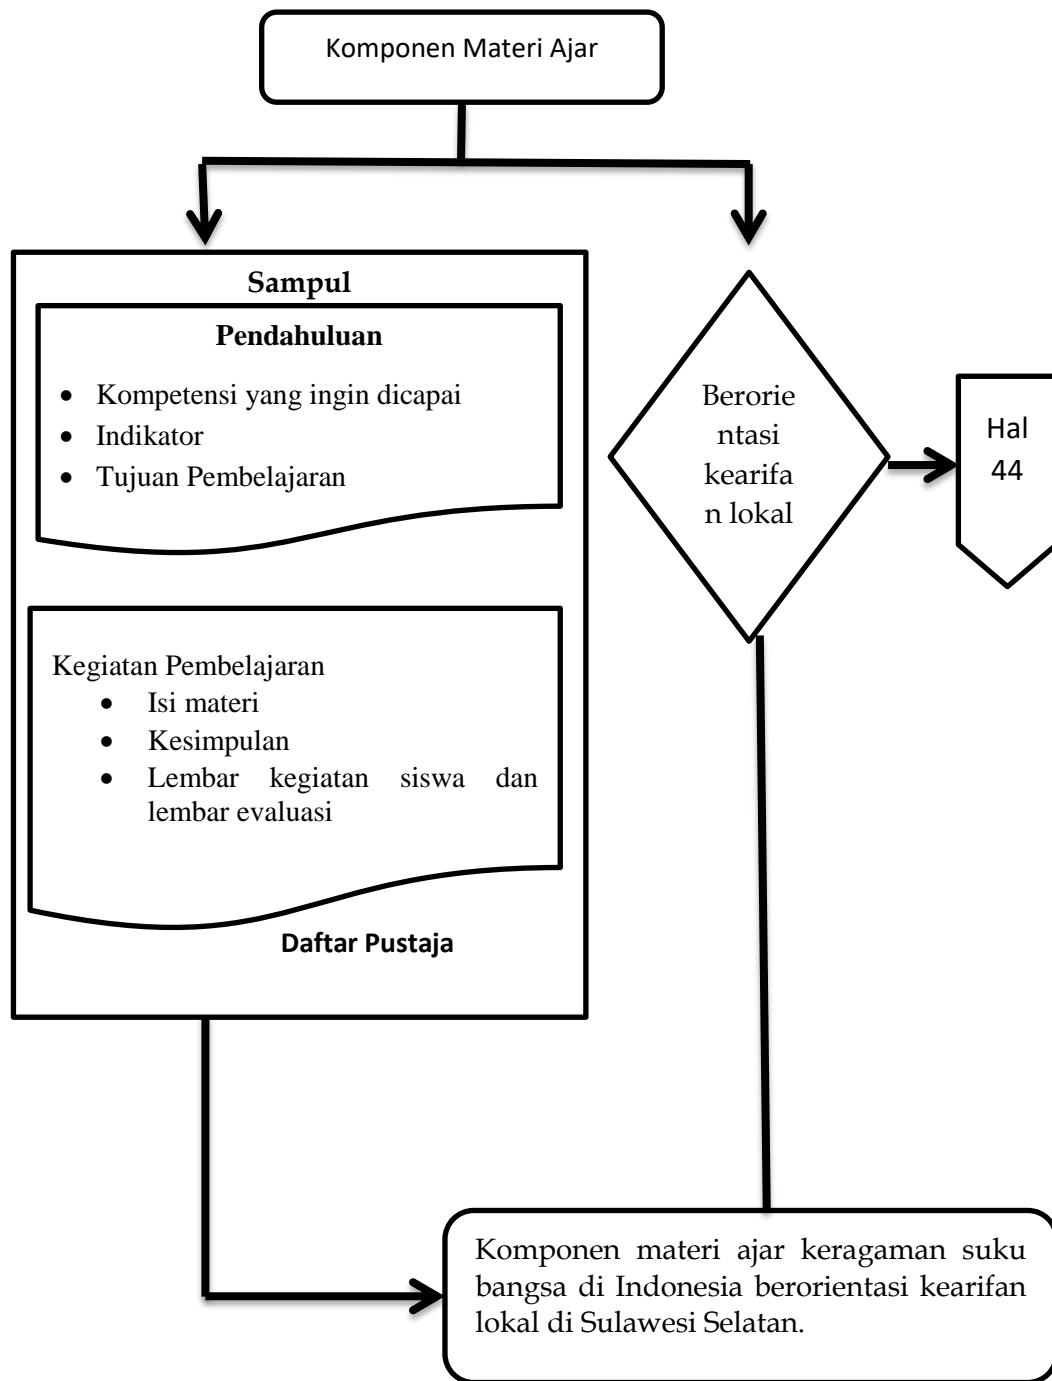 Komponen Materi Ajar
Sampul
Pendahuluan
• Kompetensi yang ingin dicapai
• Indikator
• Tujuan Pembelajaran
Kegiatan Pembelajaran
• Isi materi
• Kesimpulan
• Lembar kegiatan siswa dan
lembar evaluasi
Daftar Pustaja
Berorie
ntasi
kearifa
n lokal
Hal
44
Komponen materi ajar keragaman suku
bangsa di Indonesia berorientasi kearifan
lokal di Sulawesi Selatan.